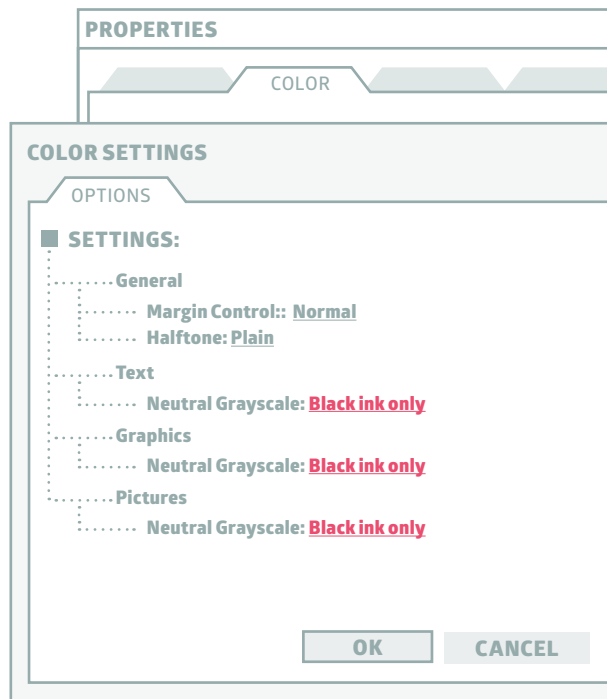 PROPERTIES
COLOR
COLOR SETTINGS
OPTIONS
SETTINGS:
General
Margin Control:: Normal
Halftone: Plain
Text
Neutral Grayscale: Black ink only
Graphics
Neutral Grayscale: Black ink only
Pictures
Neutral Grayscale: Black ink only
OK CANCEL